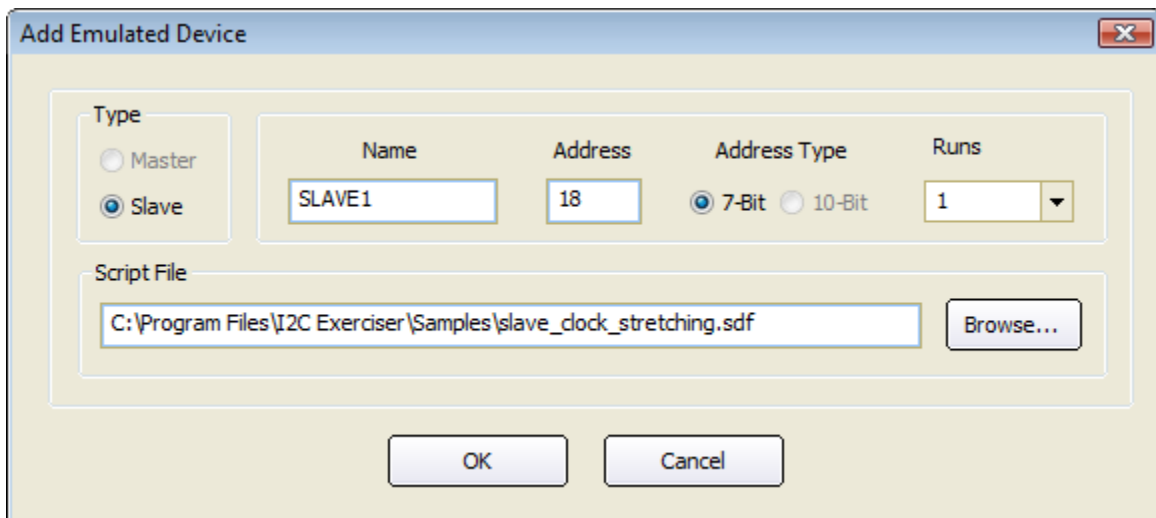 Add Emulated Device
Type
Master
Slave
Name
Address
Address Type
Runs
SLAVE1
18
7-Bit
10-Bit
1
Script File
C:\Program Files\I2C Exerciser\Samples\slave_clock_stretching.sdf
Browse...
OK
Cancel